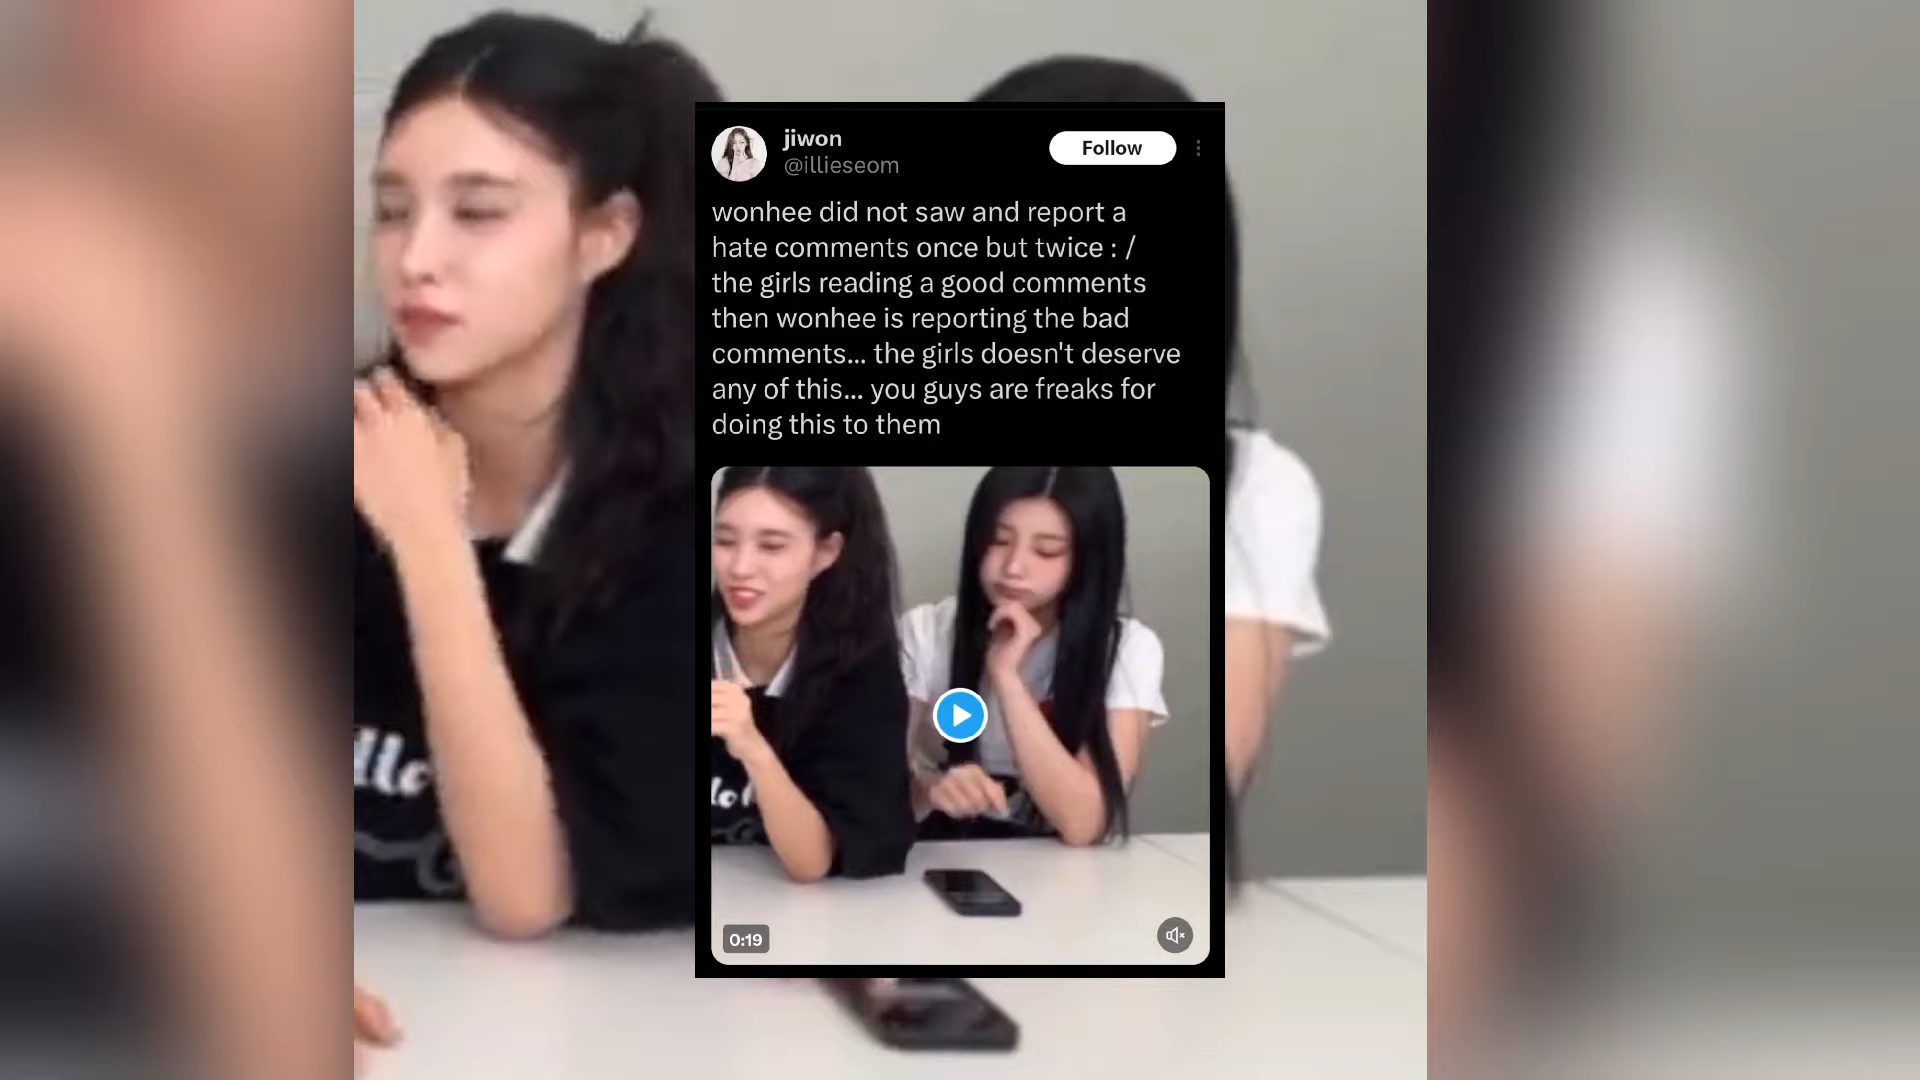 jiwon
@illieseom
Follow
wonhee did not saw and report a
hate comments once but twice : /
the girls reading a good comments
then wonhee is reporting the bad
comments... the girls doesn't deserve
any of this... you guys are freaks for
doing this to them
0:19